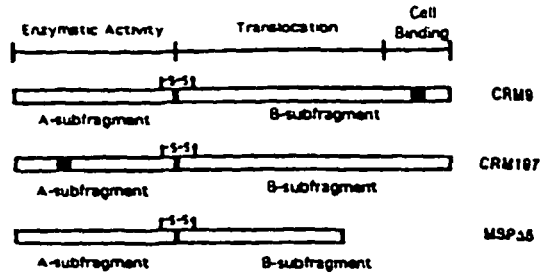 Enzymatic Activity Translocation Cell Binding
S-S
CRM9
A-subfragment B-subfragment
S-S
CRM197
A-subfragment B-subfragment
S-S
MSPΔ5
A-subfragment B-subfragment